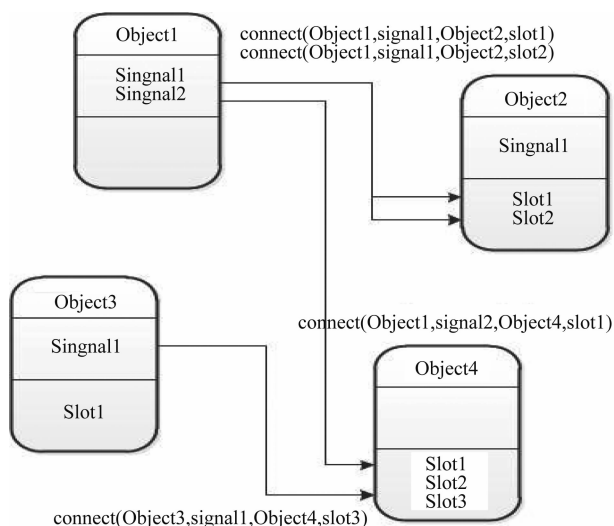 Object1
connect(Object1,signal1,Object2,slot1)
connect(Object1,signal1,Object2,slot2)
Singnal1
Singnal2
Object2
Singnal1
Slot1
Slot2
Object3
Singnal1
Slot1
connect(Object1,signal2,Object4,slot1)
Object4
Slot1
Slot2
Slot3
connect(Object3,signal1,Object4,slot3)